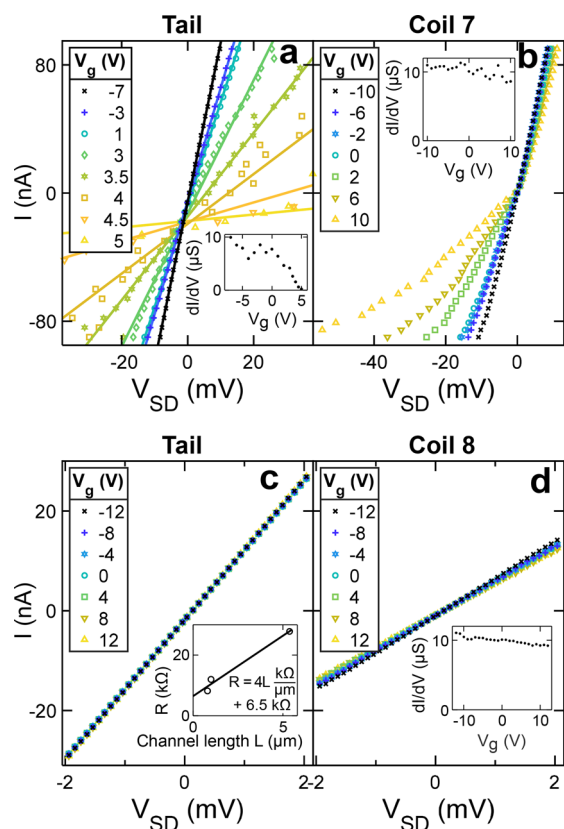 Tail
Coil 7
a
b
V_g (V)
-7
-3
1
3
3.5
4
4.5
5
V_g (V)
-10
-6
-2
0
2
6
10
80
0
-80
I (nA)
-20
0
20
V_SD (mV)
-40
-20
0
V_SD (mV)
10
0
dI/dV (µS)
-5
0
5
V_g (V)
10
0
dI/dV (µS)
-10
0
10
V_g (V)
Tail
Coil 8
c
d
V_g (V)
-12
-8
-4
0
4
8
12
V_g (V)
-12
-8
-4
0
4
8
12
20
0
-20
I (nA)
-2
0
2
V_SD (mV)
-2
0
2
V_SD (mV)
20
0
R (kΩ)
R = 4L kΩ/µm
+ 6.5 kΩ
0
5
Channel length L (µm)
10
0
dI/dV (µS)
-10
0
10
V_g (V)